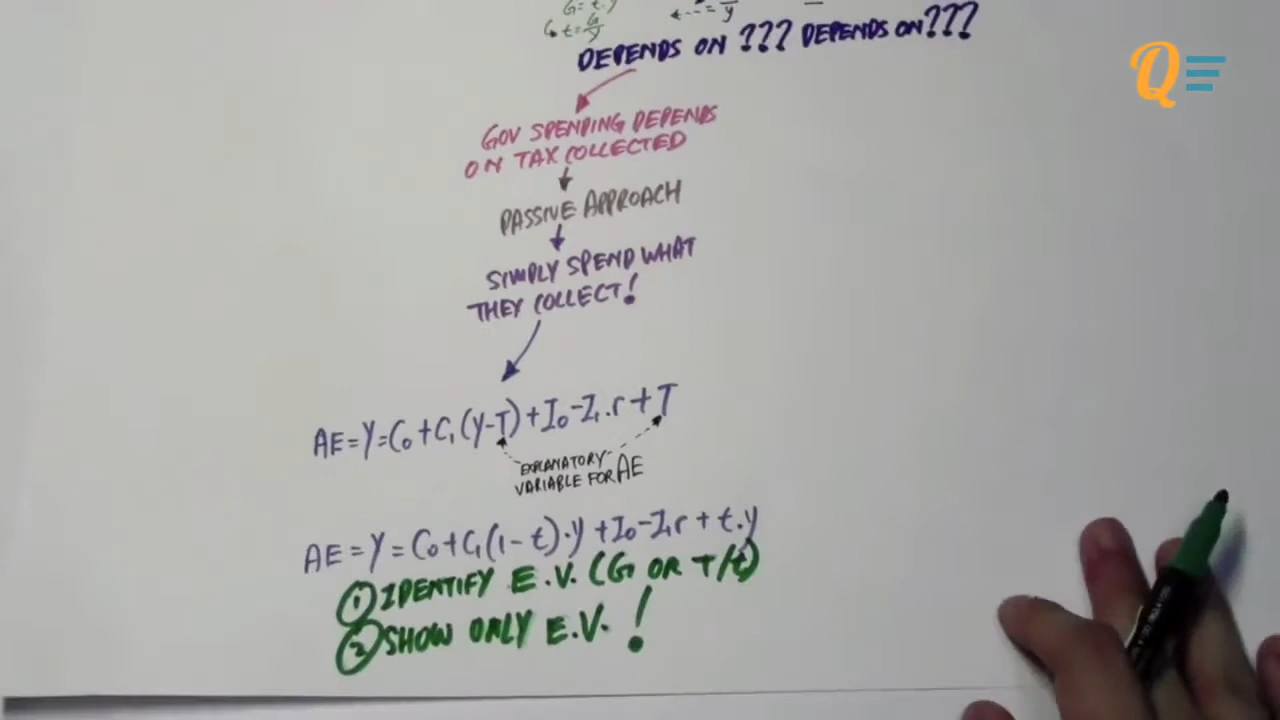 G=t.y
t=G/y
DEPENDS ON ??? DEPENDS ON???
GOV SPENDING DEPENDS
ON TAX COLLECTED
PASSIVE APPROACH
SIMPLY SPEND WHAT
THEY COLLECT!
AE=Y=C₀+C₁(y-T)+I₀-I₁.r+T
EXPLANATORY
VARIABLE FOR AE
AE=Y=C₀+C₁(1-t).y+I₀-I₁r+t.y
① IDENTIFY E.V. (G OR T/t)
② SHOW ONLY E.V. !